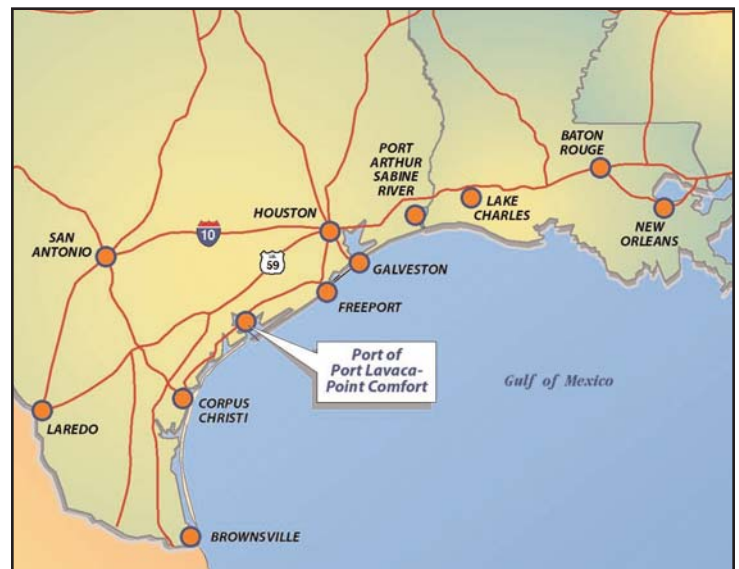 BATON
ROUGE
PORT
ARTHUR
SABINE
RIVER
LAKE
CHARLES
NEW
ORLEANS
HOUSTON
SAN
ANTONIO
10
U.S.
59
GALVESTON
FREEPORT
Port of
Port Lavaca-
Point Comfort
Gulf of Mexico
CORPUS
CHRISTI
LAREDO
BROWNSVILLE